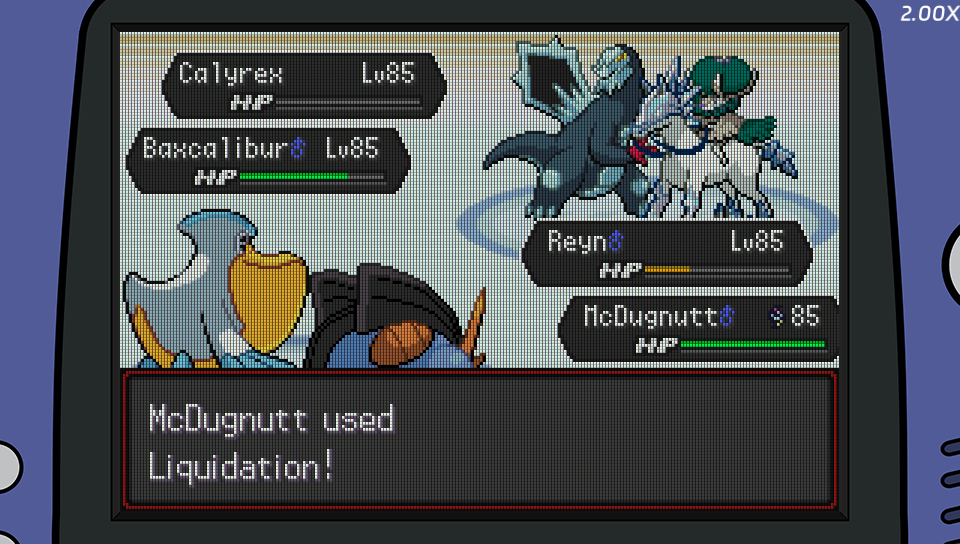 2.00X
Calyrex Lv85
HP
Baxcalibur♂ Lv85
HP
Reyn♂ Lv85
HP
McDugnutt♂ 85
HP
McDugnutt used
Liquidation!